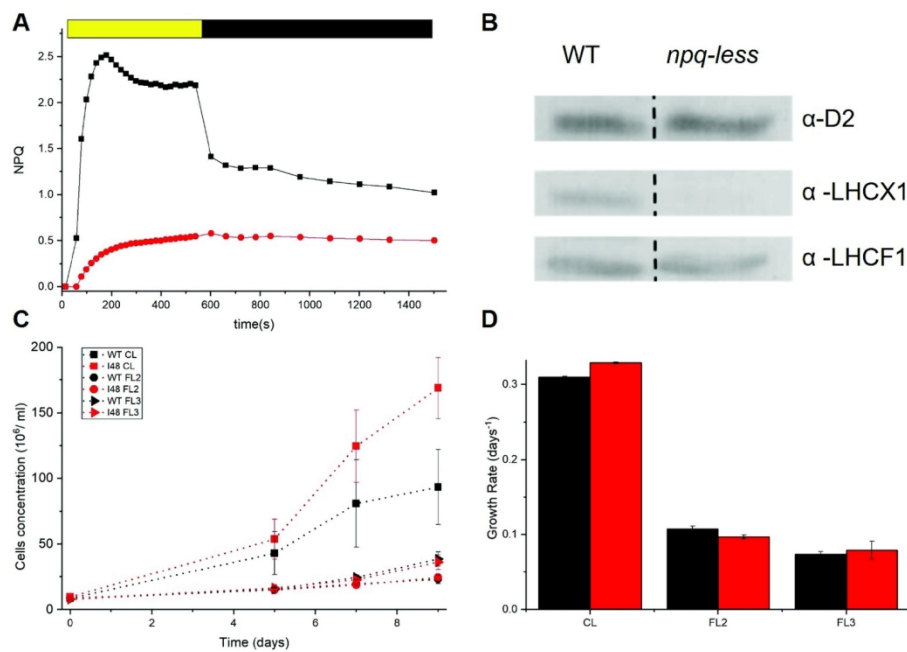 A
NPQ
2.5
2.0
1.5
1.0
0.5
0.0
0 200 400 600 800 1000 1200 1400
time(s)
B
WT npq-less
α-D2
α -LHCX1
α -LHCF1
C
Cells concentration (10⁶/ ml)
200
150
100
50
0
WT CL
I48 CL
WT FL2
I48 FL2
WT FL3
I48 FL3
0 2 4 6 8
Time (days)
D
Growth Rate (days⁻¹)
0.3
0.2
0.1
0.0
CL FL2 FL3